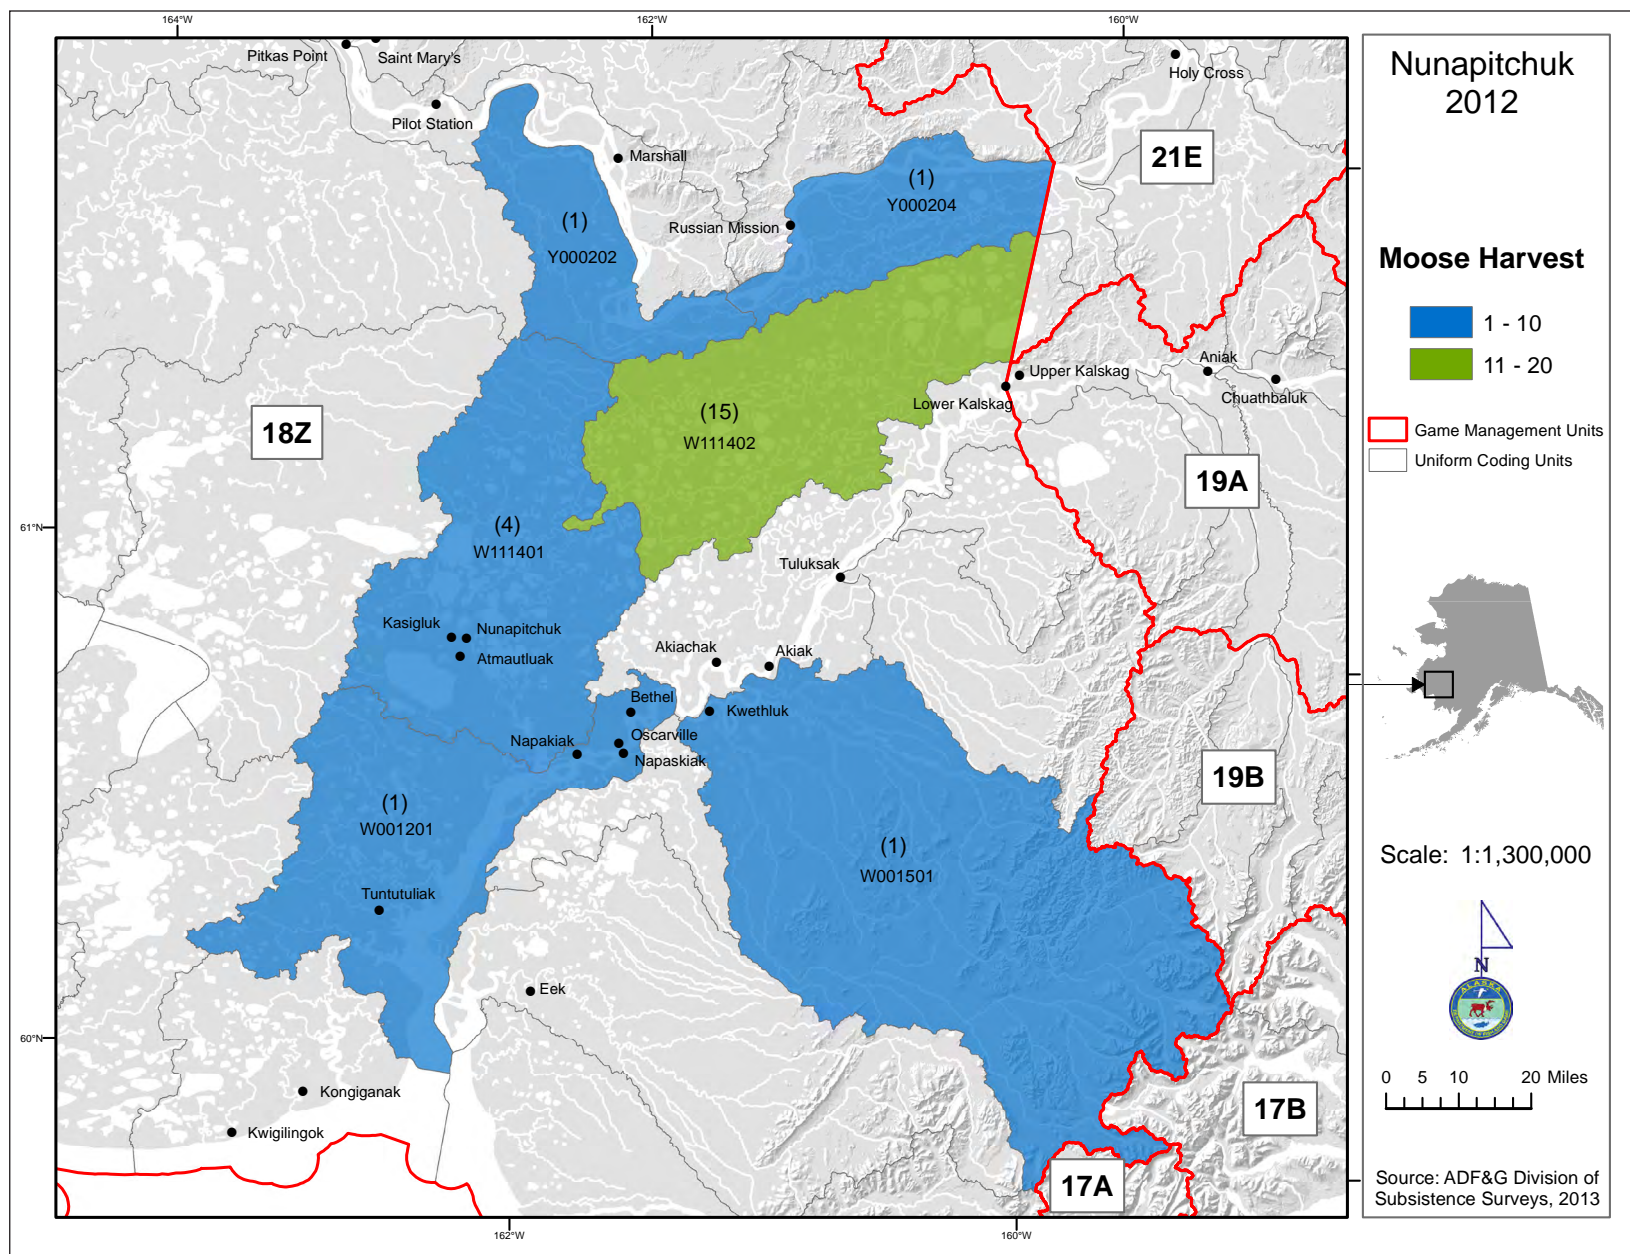 164°W
162°W
160°W
Pitkas Point
Saint Mary's
Holy Cross
Pilot Station
Marshall
21E
(1)
Y000204
(1)
Y000202
Russian Mission
Upper Kalskag
Aniak
Lower Kalskag
Chuathbaluk
(15)
W111402
18Z
19A
61°N
(4)
W111401
Tuluksak
Kasigluk
Nunapitchuk
Atmautluak
Akiachak
Akiak
Bethel
Kwethluk
Oscarville
Napakiak
Napaskiak
19B
(1)
W001201
(1)
W001501
Tuntutuliak
Eek
60°N
Kongiganak
Kwigilingok
17B
17A
162°W
160°W
Nunapitchuk
2012
Moose Harvest
1 - 10
11 - 20
Game Management Units
Uniform Coding Units
Scale: 1:1,300,000
N
ALASKA
0 5 10 20 Miles
Source: ADF&G Division of
Subsistence Surveys, 2013